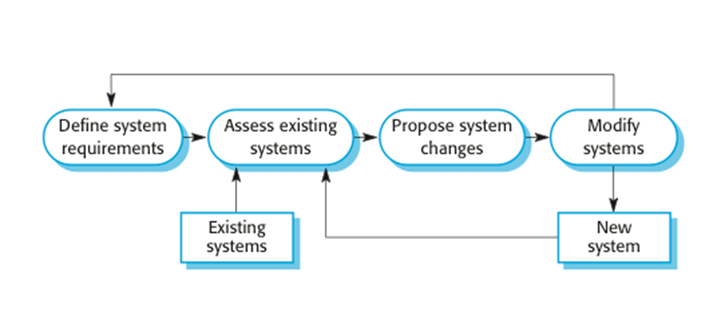 Define system
requirements
Assess existing
systems
Propose system
changes
Modify
systems
Existing
systems
New
system